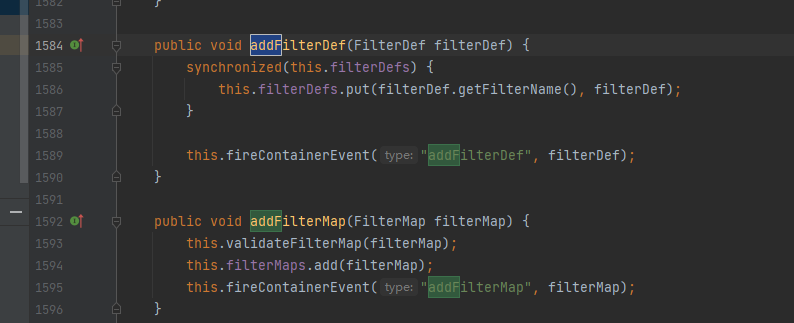 1582 }
1583
1584 public void addFilterDef(FilterDef filterDef) {
1585 synchronized(this.filterDefs) {
1586 this.filterDefs.put(filterDef.getFilterName(), filterDef);
1587 }
1588
1589 this.fireContainerEvent( type: "addFilterDef", filterDef);
1590 }
1591
1592 public void addFilterMap(FilterMap filterMap) {
1593 this.validateFilterMap(filterMap);
1594 this.filterMaps.add(filterMap);
1595 this.fireContainerEvent( type: "addFilterMap", filterMap);
1596 }